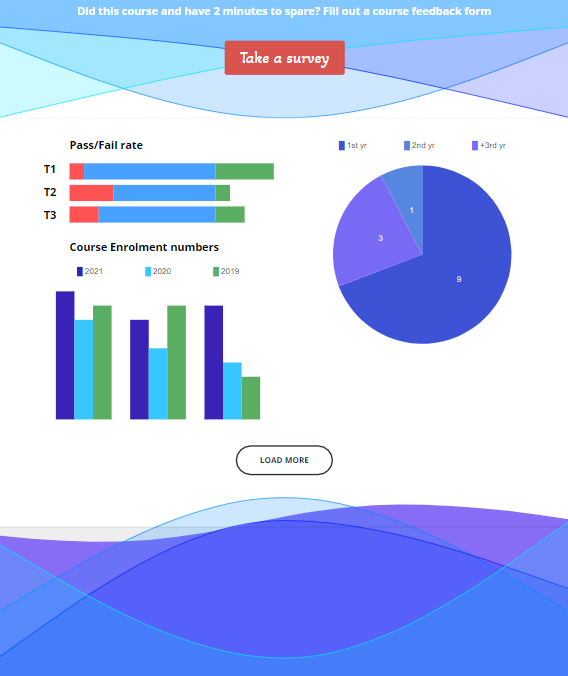 Did this course and have 2 minutes to spare? Fill out a course feedback form
Take a survey
Pass/Fail rate
T1
T2
T3
Course Enrolment numbers
2021 2020 2019
1st yr 2nd yr +3rd yr
1
3
9
LOAD MORE